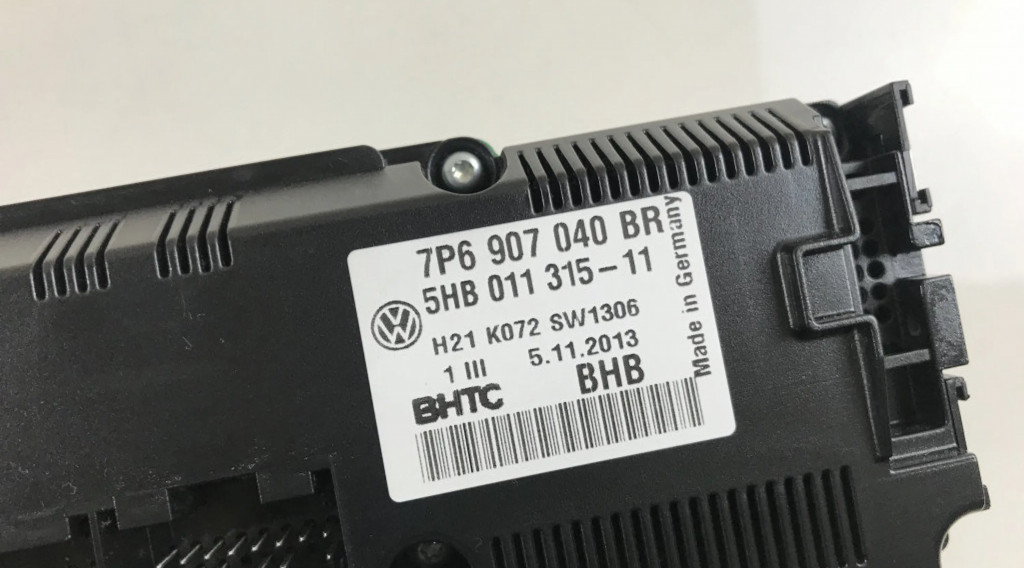 7P6 907 040 BR
5HB 011 315-11
H21 K072 SW1306
1 III 5.11.2013
BHTC BHB
Made in Germany